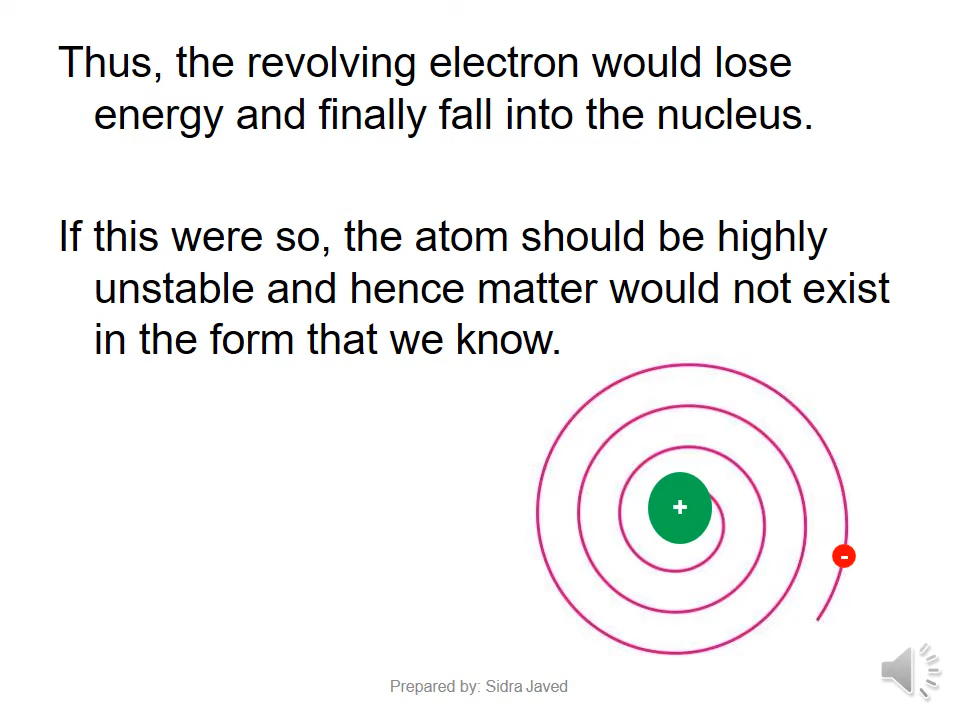 Thus, the revolving electron would lose
energy and finally fall into the nucleus.
If this were so, the atom should be highly
unstable and hence matter would not exist
in the form that we know.
+
-
Prepared by: Sidra Javed